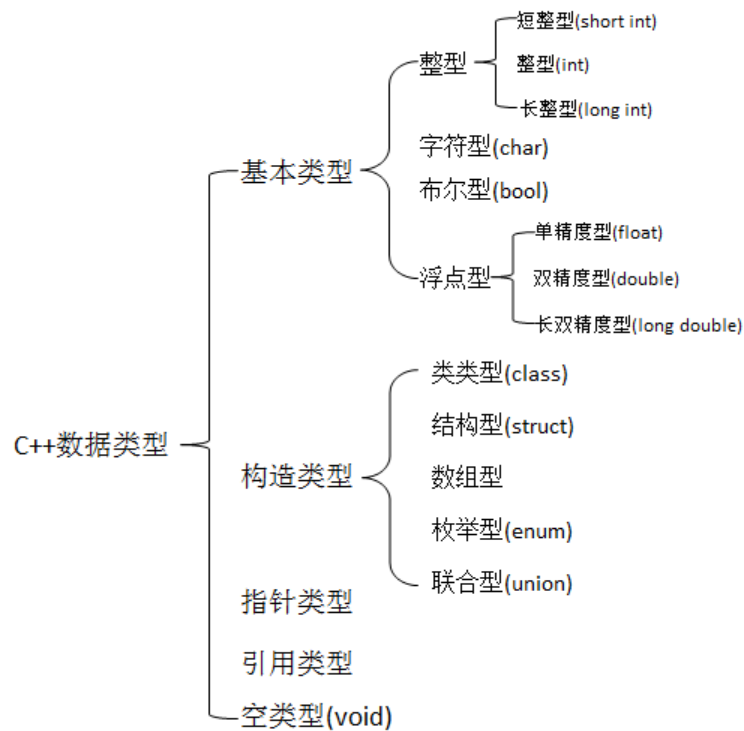 C++数据类型
基本类型
整型
短整型(short int)
整型(int)
长整型(long int)
字符型(char)
布尔型(bool)
浮点型
单精度型(float)
双精度型(double)
长双精度型(long double)
构造类型
类类型(class)
结构型(struct)
数组型
枚举型(enum)
联合型(union)
指针类型
引用类型
空类型(void)